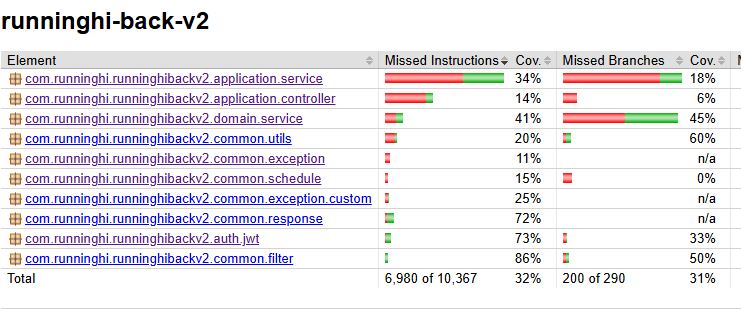 runninghi-back-v2
Element Missed Instructions Cov. Missed Branches Cov.
com.runninghi.runninghibackv2.application.service 34% 18%
com.runninghi.runninghibackv2.application.controller 14% 6%
com.runninghi.runninghibackv2.domain.service 41% 45%
com.runninghi.runninghibackv2.common.utils 20% 60%
com.runninghi.runninghibackv2.common.exception 11% n/a
com.runninghi.runninghibackv2.common.schedule 15% 0%
com.runninghi.runninghibackv2.common.exception.custom 25% n/a
com.runninghi.runninghibackv2.common.response 72% n/a
com.runninghi.runninghibackv2.auth.jwt 73% 33%
com.runninghi.runninghibackv2.common.filter 86% 50%
Total 6,980 of 10,367 32% 200 of 290 31%